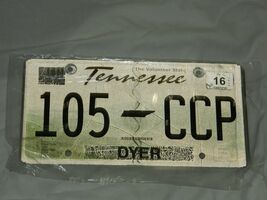 The Volunteer State
Tennessee
16
105 CCP
DYER